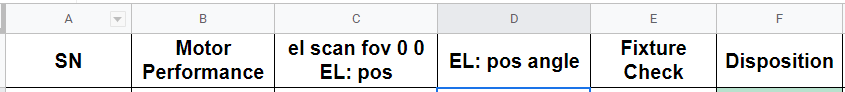 A B C D E F
SN Motor Performance el scan fov 0 0 EL: pos EL: pos angle Fixture Check Disposition